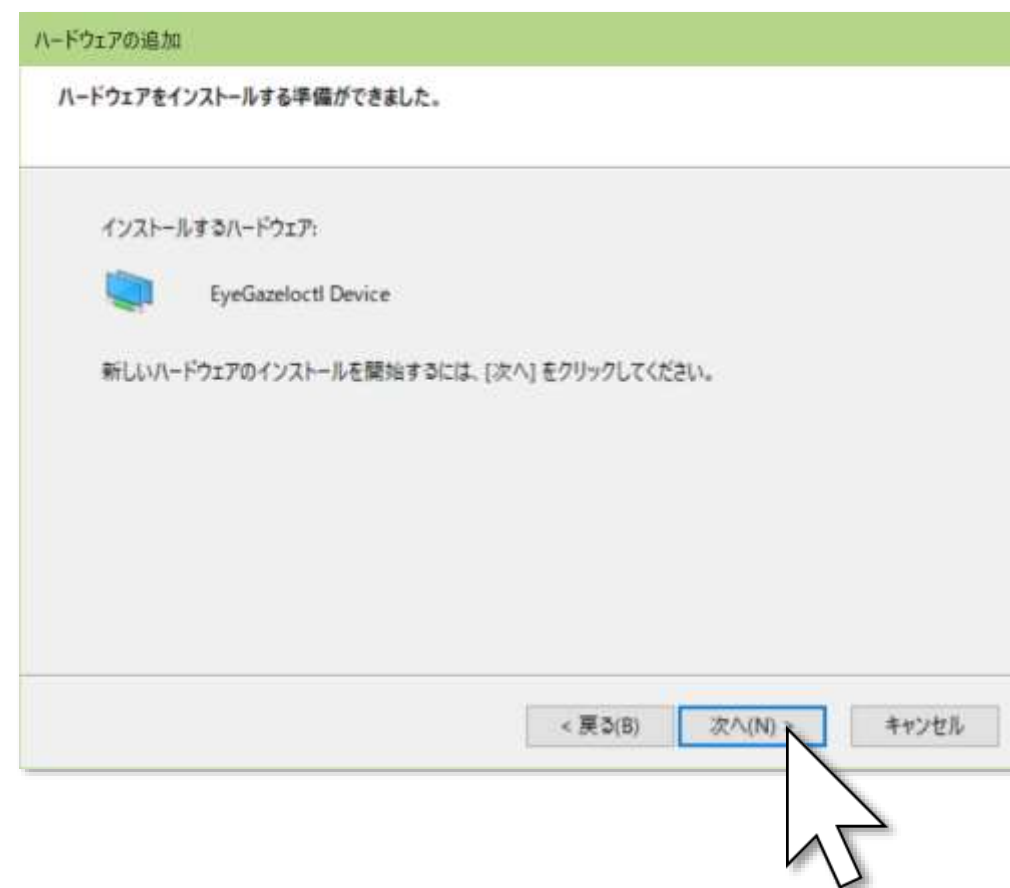 ハードウェアの追加
ハードウェアをインストールする準備ができました。
インストールするハードウェア:
EyeGazeIoctl Device
新しいハードウェアのインストールを開始するには、[次へ] をクリックしてください。
< 戻る(B)
次へ(N) >
キャンセル